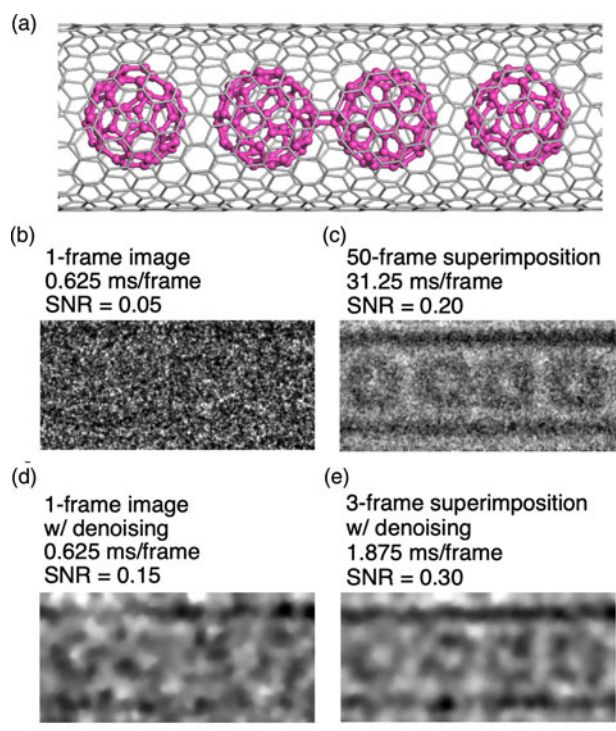 (a)
(b)
1-frame image
0.625 ms/frame
SNR = 0.05
(c)
50-frame superimposition
31.25 ms/frame
SNR = 0.20
(d)
1-frame image
w/ denoising
0.625 ms/frame
SNR = 0.15
(e)
3-frame superimposition
w/ denoising
1.875 ms/frame
SNR = 0.30